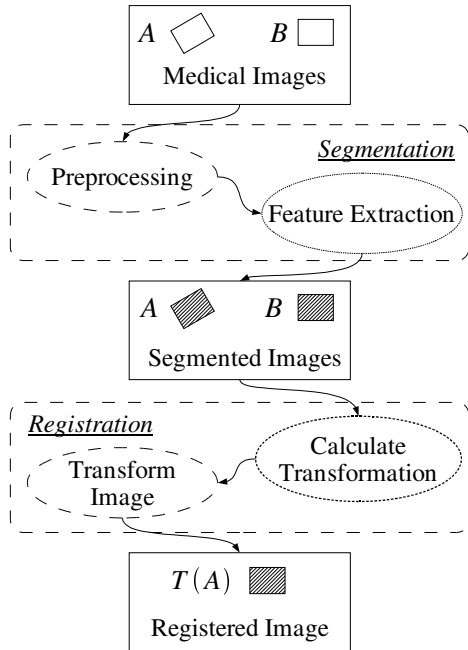 A B
Medical Images
Segmentation
Preprocessing
Feature Extraction
A B
Segmented Images
Registration
Calculate
Transformation
Transform
Image
T(A)
Registered Image